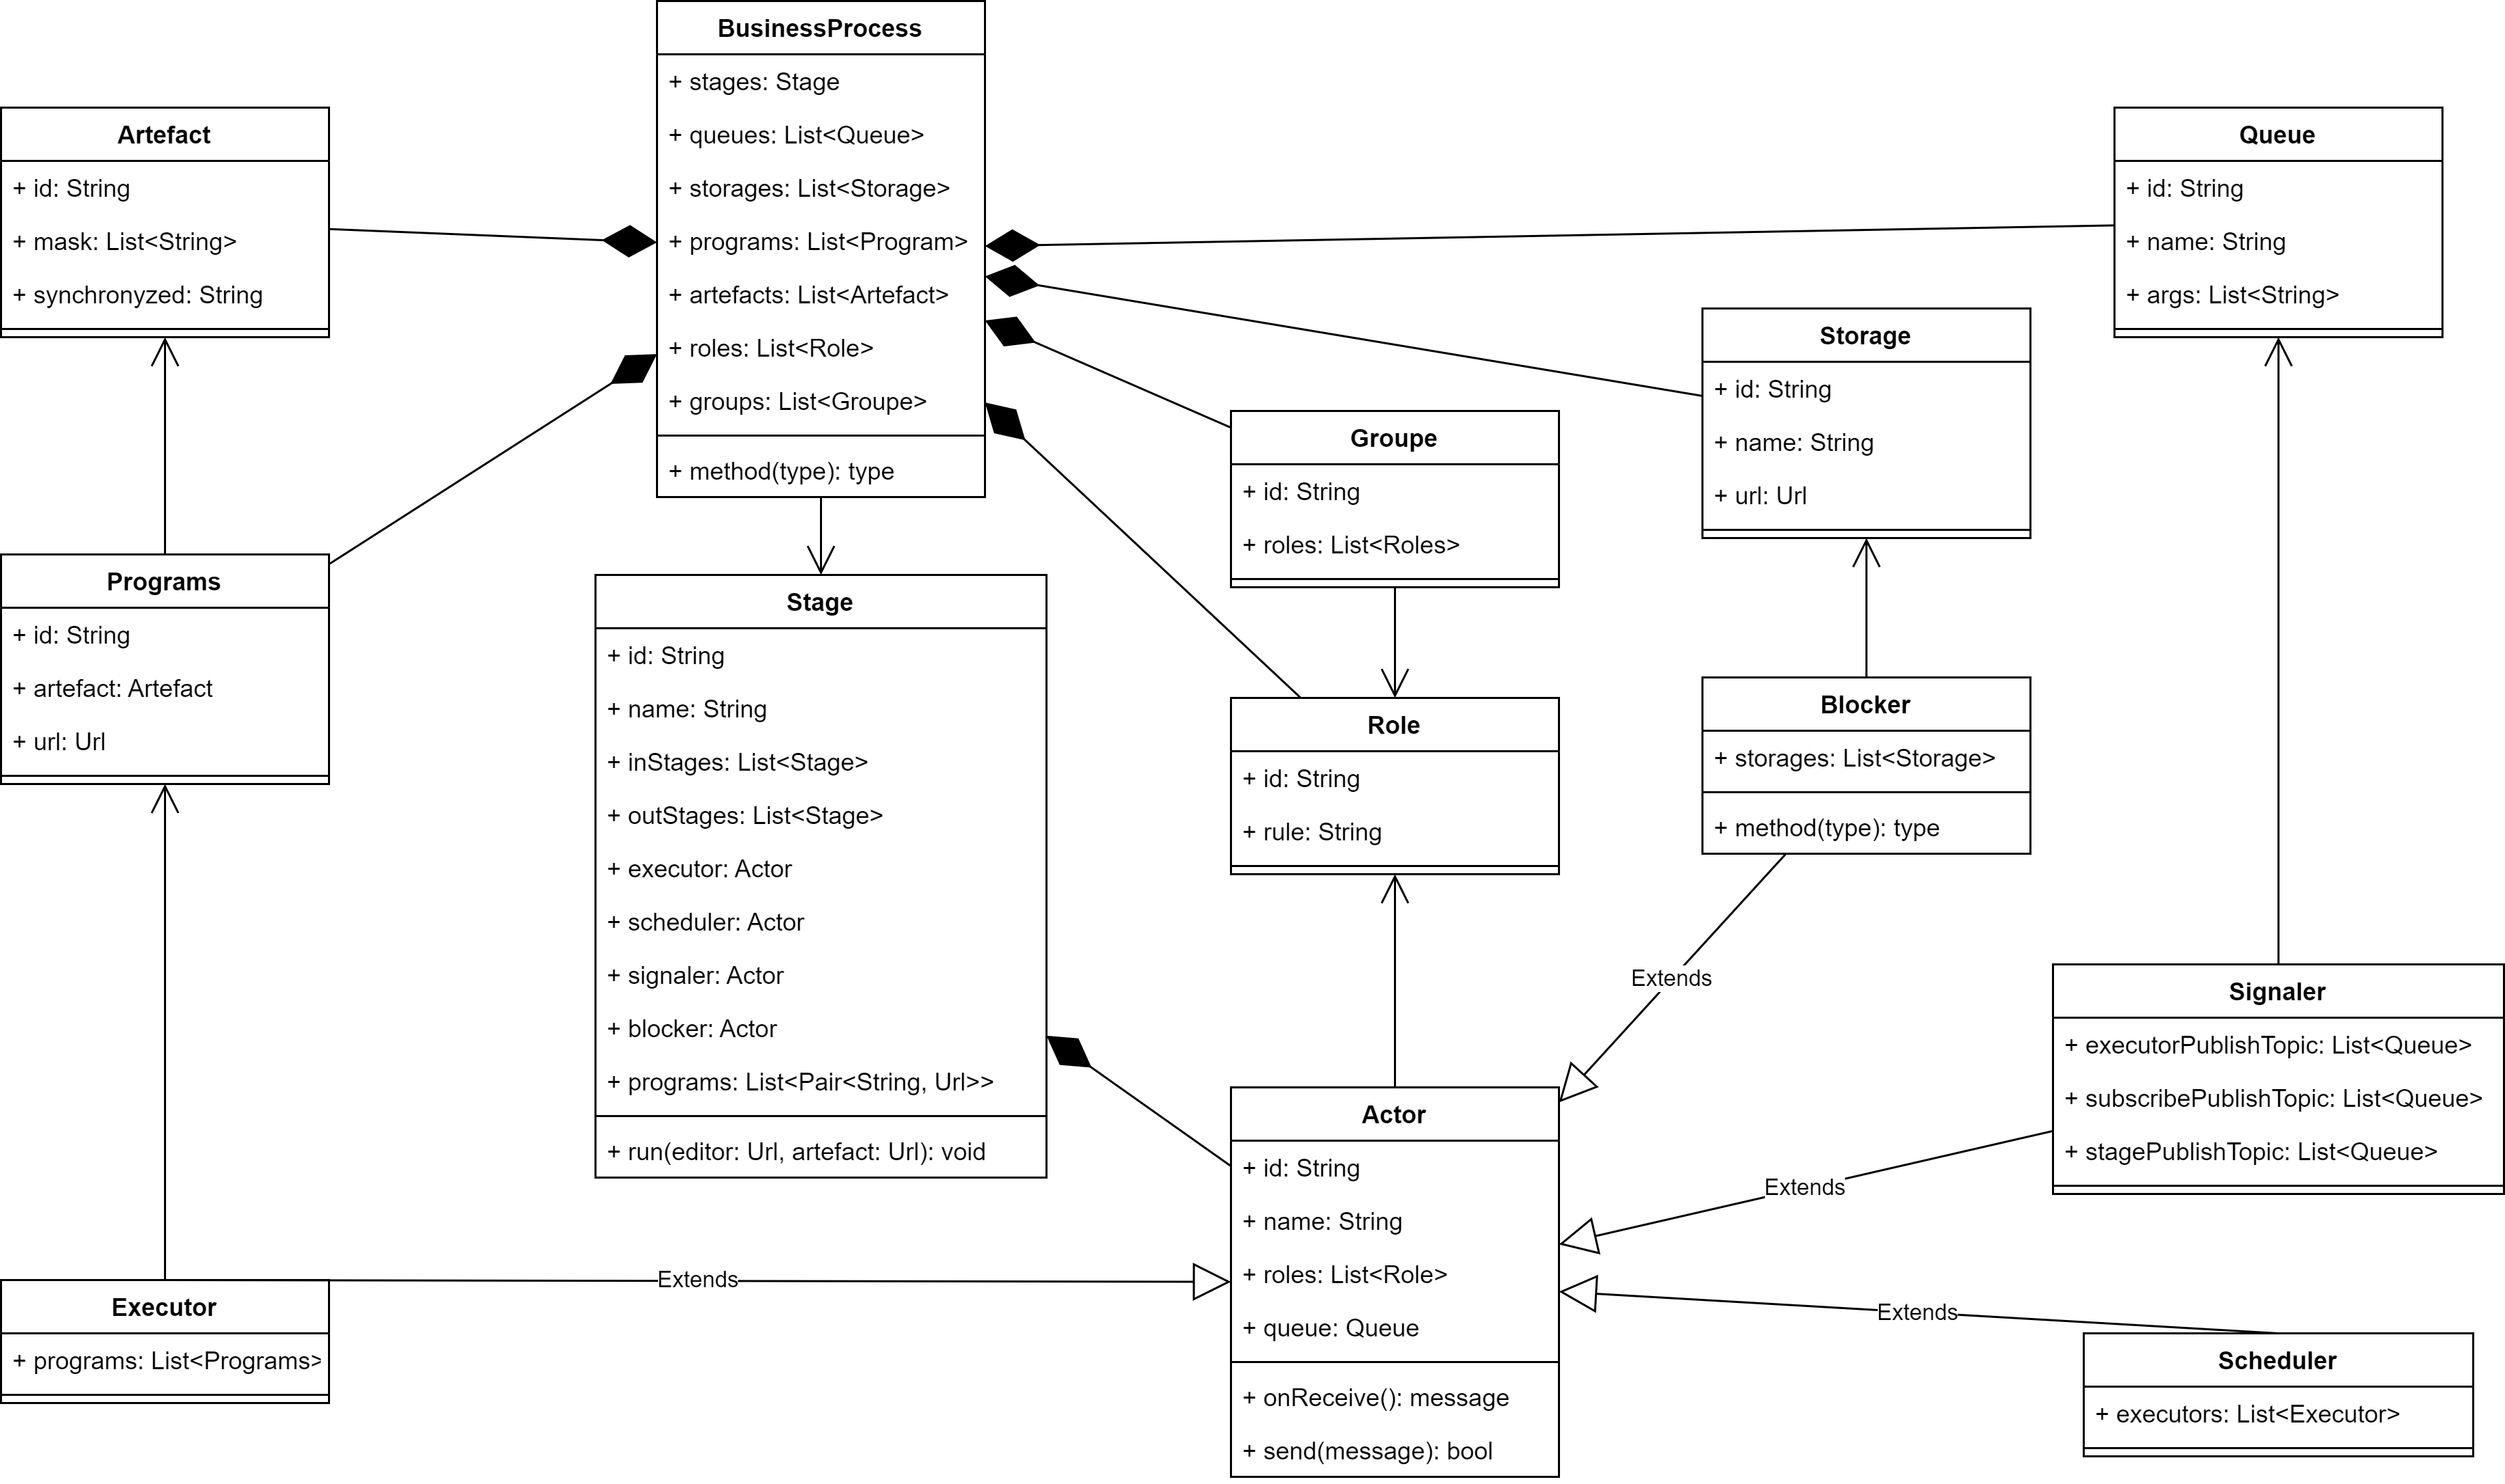 BusinessProcess
+ stages: Stage
+ queues: List<Queue>
+ storages: List<Storage>
+ programs: List<Program>
+ artefacts: List<Artefact>
+ roles: List<Role>
+ groups: List<Groupe>
+ method(type): type
Artefact
+ id: String
+ mask: List<String>
+ synchronyzed: String
Queue
+ id: String
+ name: String
+ args: List<String>
Storage
+ id: String
+ name: String
+ url: Url
Groupe
+ id: String
+ roles: List<Roles>
Programs
+ id: String
+ artefact: Artefact
+ url: Url
Stage
+ id: String
+ name: String
+ inStages: List<Stage>
+ outStages: List<Stage>
+ executor: Actor
+ scheduler: Actor
+ signaler: Actor
+ blocker: Actor
+ programs: List<Pair<String, Url>>
+ run(editor: Url, artefact: Url): void
Role
+ id: String
+ rule: String
Blocker
+ storages: List<Storage>
+ method(type): type
Extends
Signaler
+ executorPublishTopic: List<Queue>
+ subscribePublishTopic: List<Queue>
+ stagePublishTopic: List<Queue>
Extends
Actor
+ id: String
+ name: String
+ roles: List<Role>
+ queue: Queue
+ onReceive(): message
+ send(message): bool
Extends
Executor
+ programs: List<Programs>
Extends
Scheduler
+ executors: List<Executor>